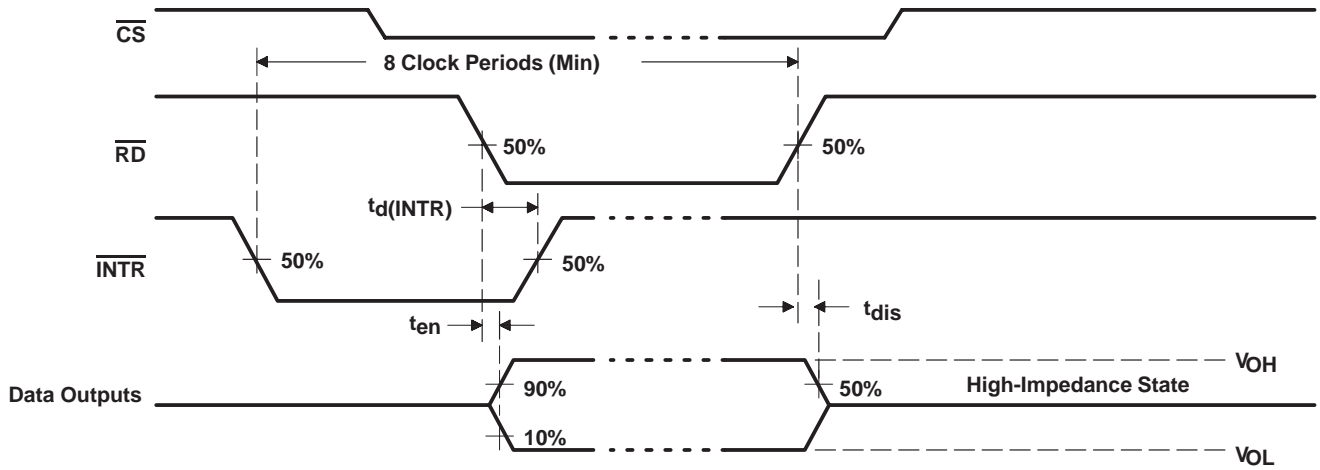 CS
8 Clock Periods (Min)
RD
50%
50%
td(INTR)
INTR
50%
50%
ten
tdis
VOH
Data Outputs
90%
50%
High-Impedance State
10%
VOL